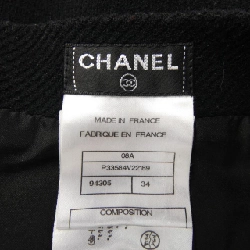 CHANEL
MADE IN FRANCE
FABRIQUE EN FRANCE
08A
94305 34
COMPOSITION